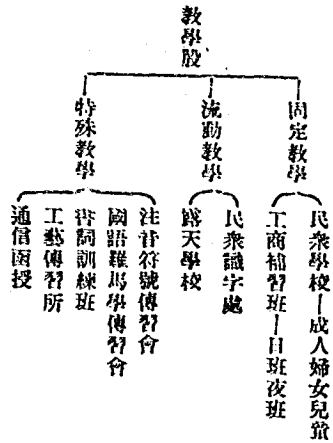 教學股
固定教學
民衆學校—成人婦女兒童
工商補習班—日班夜班
流動教學
民衆識字處
露天學校
特殊教學
注音符號傳習會
國語羅馬學傳習會
書詞訓練班
工藝傳習所
通信函授